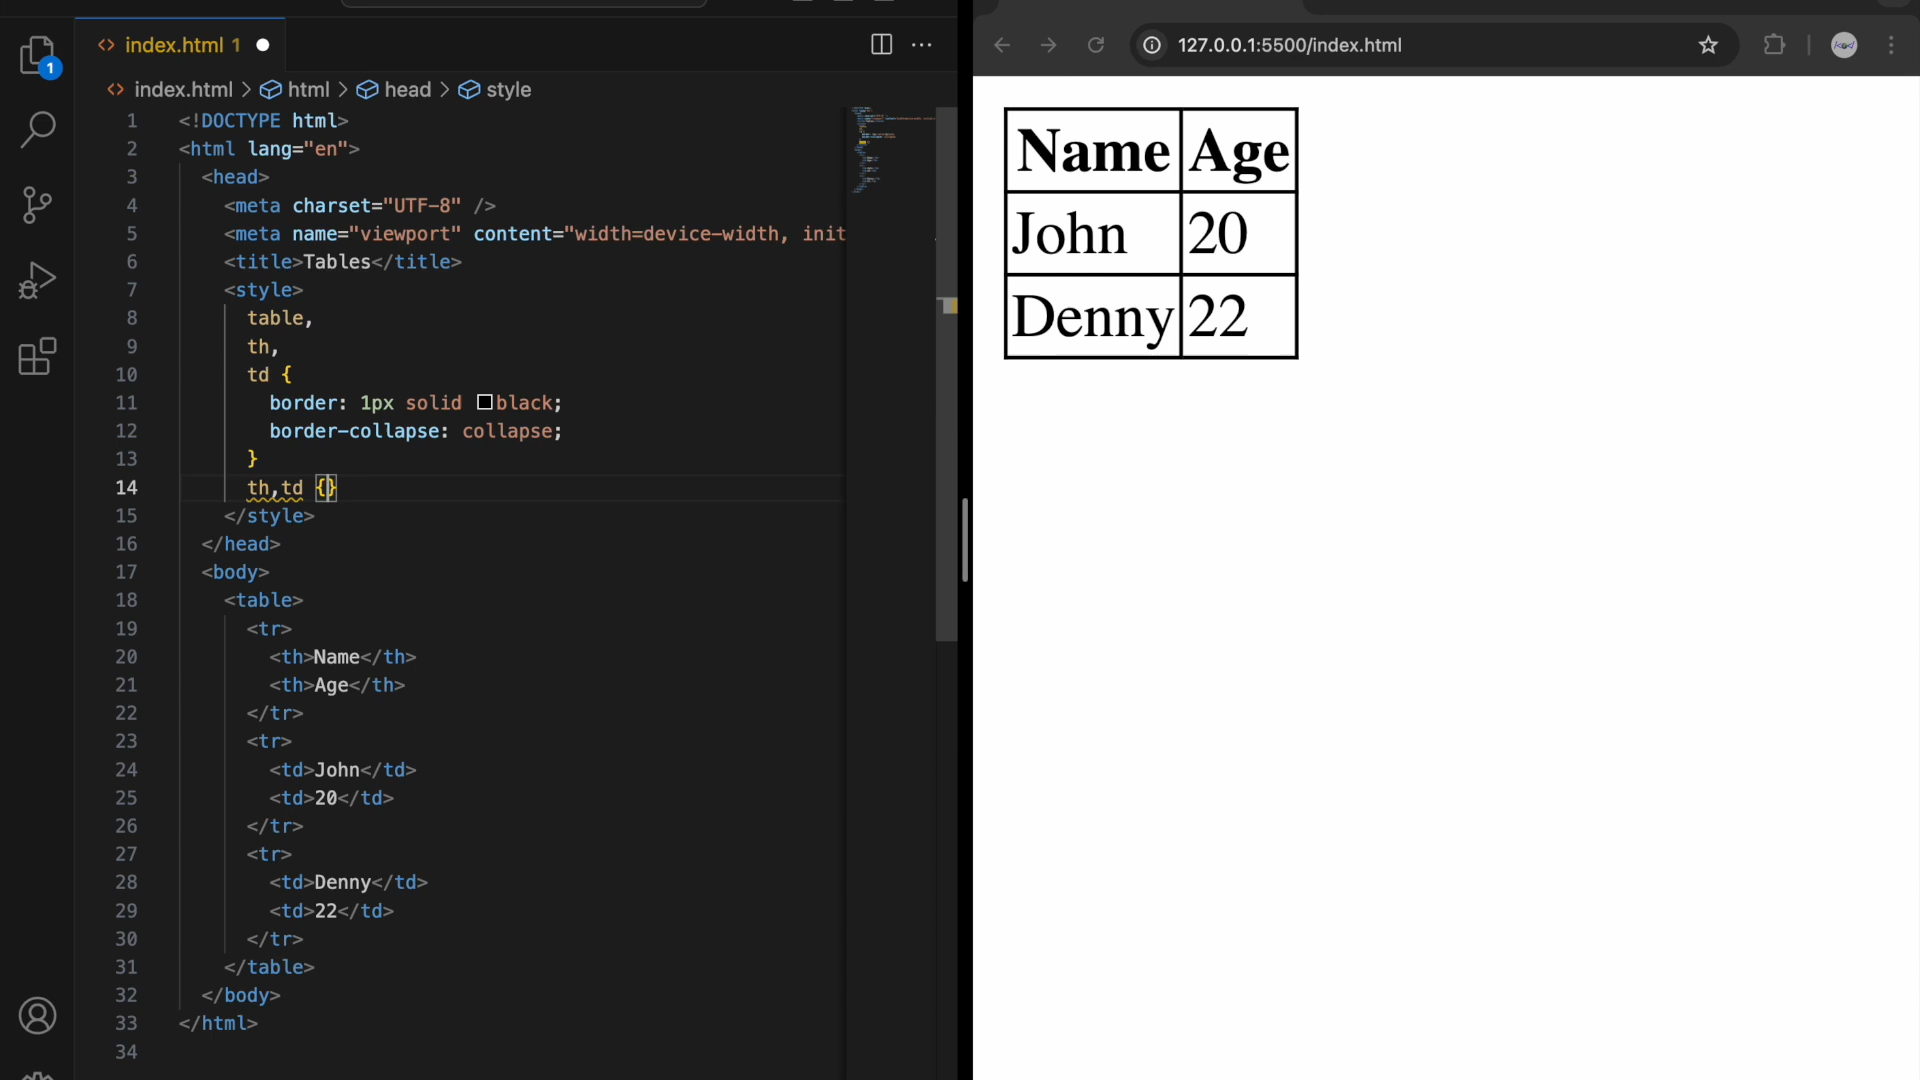 index.html 1
index.html > html > head > style
1 <!DOCTYPE html>
2 <html lang="en">
3 <head>
4 <meta charset="UTF-8" />
5 <meta name="viewport" content="width=device-width, init
6 <title>Tables</title>
7 <style>
8 table,
9 th,
10 td {
11 border: 1px solid black;
12 border-collapse: collapse;
13 }
14 th,td {}
15 </style>
16 </head>
17 <body>
18 <table>
19 <tr>
20 <th>Name</th>
21 <th>Age</th>
22 </tr>
23 <tr>
24 <td>John</td>
25 <td>20</td>
26 </tr>
27 <tr>
28 <td>Denny</td>
29 <td>22</td>
30 </tr>
31 </table>
32 </body>
33 </html>
34
1
127.0.0.1:5500/index.html
Name Age
John 20
Denny 22